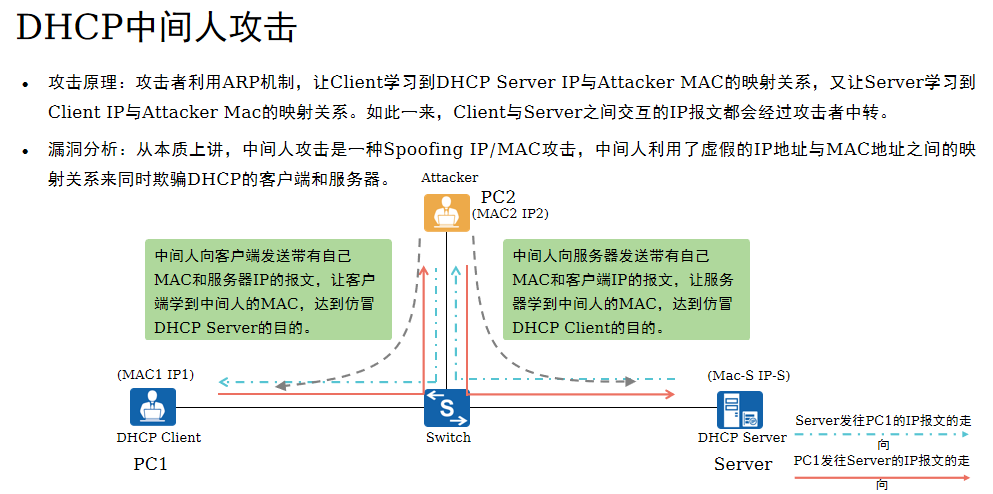 DHCP中间人攻击
• 攻击原理：攻击者利用ARP机制，让Client学习到DHCP Server IP与Attacker MAC的映射关系，又让Server学习到
Client IP与Attacker Mac的映射关系。如此一来，Client与Server之间交互的IP报文都会经过攻击者中转。
• 漏洞分析：从本质上讲，中间人攻击是一种Spoofing IP/MAC攻击，中间人利用了虚假的IP地址与MAC地址之间的映
射关系来同时欺骗DHCP的客户端和服务器。
Attacker
PC2
(MAC2 IP2)
中间人向客户端发送带有自己
MAC和服务器IP的报文，让客户
端学到中间人的MAC，达到仿冒
DHCP Server的目的。
中间人向服务器发送带有自己
MAC和客户端IP的报文，让服务
器学到中间人的MAC，达到仿冒
DHCP Client的目的。
(MAC1 IP1)
(Mac-S IP-S)
S
DHCP Client
Switch
DHCP Server
PC1
Server
Server发往PC1的IP报文的走
向
PC1发往Server的IP报文的走
向